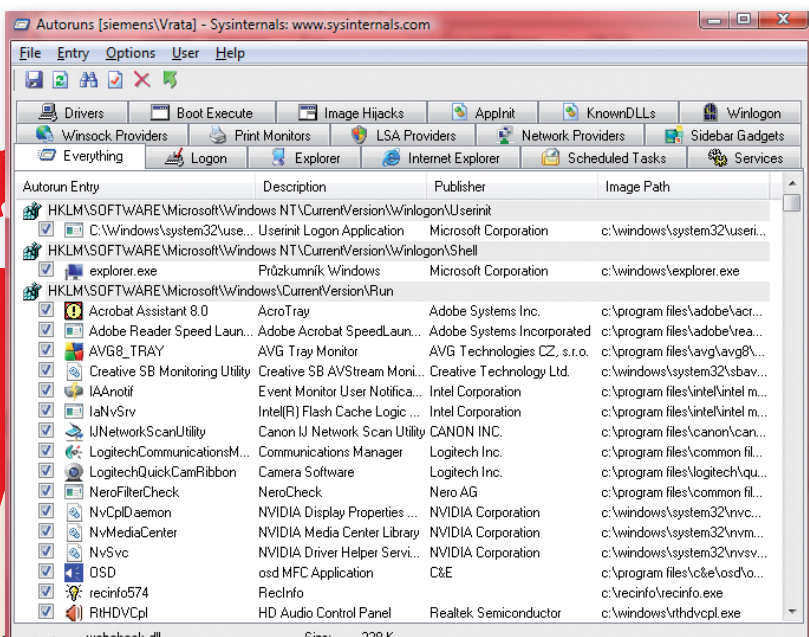 Autoruns [siemens\Vrata] - Sysinternals: www.sysinternals.com
File Entry Options User Help
Drivers Boot Execute Image Hijacks AppInit KnownDLLs Winlogon
Winsock Providers Print Monitors LSA Providers Network Providers Sidebar Gadgets
Everything Logon Explorer Internet Explorer Scheduled Tasks Services
Autorun Entry Description Publisher Image Path
HKLM\SOFTWARE\Microsoft\Windows NT\CurrentVersion\Winlogon\Userinit
C:\Windows\system32\use... Userinit Logon Application Microsoft Corporation c:\windows\system32\useri...
HKLM\SOFTWARE\Microsoft\Windows NT\CurrentVersion\Winlogon\Shell
explorer.exe Průzkumník Windows Microsoft Corporation c:\windows\explorer.exe
HKLM\SOFTWARE\Microsoft\Windows\CurrentVersion\Run
Acrobat Assistant 8.0 AcroTray Adobe Systems Inc. c:\program files\adobe\acr...
Adobe Reader Speed Laun... Adobe Acrobat SpeedLaun... Adobe Systems Incorporated c:\program files\adobe\rea...
AVG8_TRAY AVG Tray Monitor AVG Technologies CZ, s.r.o. c:\program files\avg\avg8\...
Creative SB Monitoring Utility Creative SB AVStream Moni... Creative Technology Ltd. c:\windows\system32\sbav...
IAAnotif Event Monitor User Notifica... Intel Corporation c:\program files\intel\intel m...
IaNvSrv Intel(R) Flash Cache Logic ... Intel Corporation c:\program files\intel\intel m...
IJNetworkScanUtility Canon IJ Network Scan Utility CANON INC. c:\program files\canon\can...
LogitechCommunicationsM... Communications Manager Logitech Inc. c:\program files\common fil...
LogitechQuickCamRibbon Camera Software Logitech Inc. c:\program files\logitech\qu...
NeroFilterCheck NeroCheck Nero AG c:\program files\common fil...
NvCplDaemon NVIDIA Display Properties ... NVIDIA Corporation c:\windows\system32\nvc...
NvMediaCenter NVIDIA Media Center Library NVIDIA Corporation c:\windows\system32\nvm...
NvSvc NVIDIA Driver Helper Servi... NVIDIA Corporation c:\windows\system32\nvsv...
OSD osd MFC Application C&E c:\program files\c&e\osd\o...
recinfo574 RecInfo c:\recinfo\recinfo.exe
RtHDVCpl HD Audio Control Panel Realtek Semiconductor c:\windows\rthdvcpl.exe